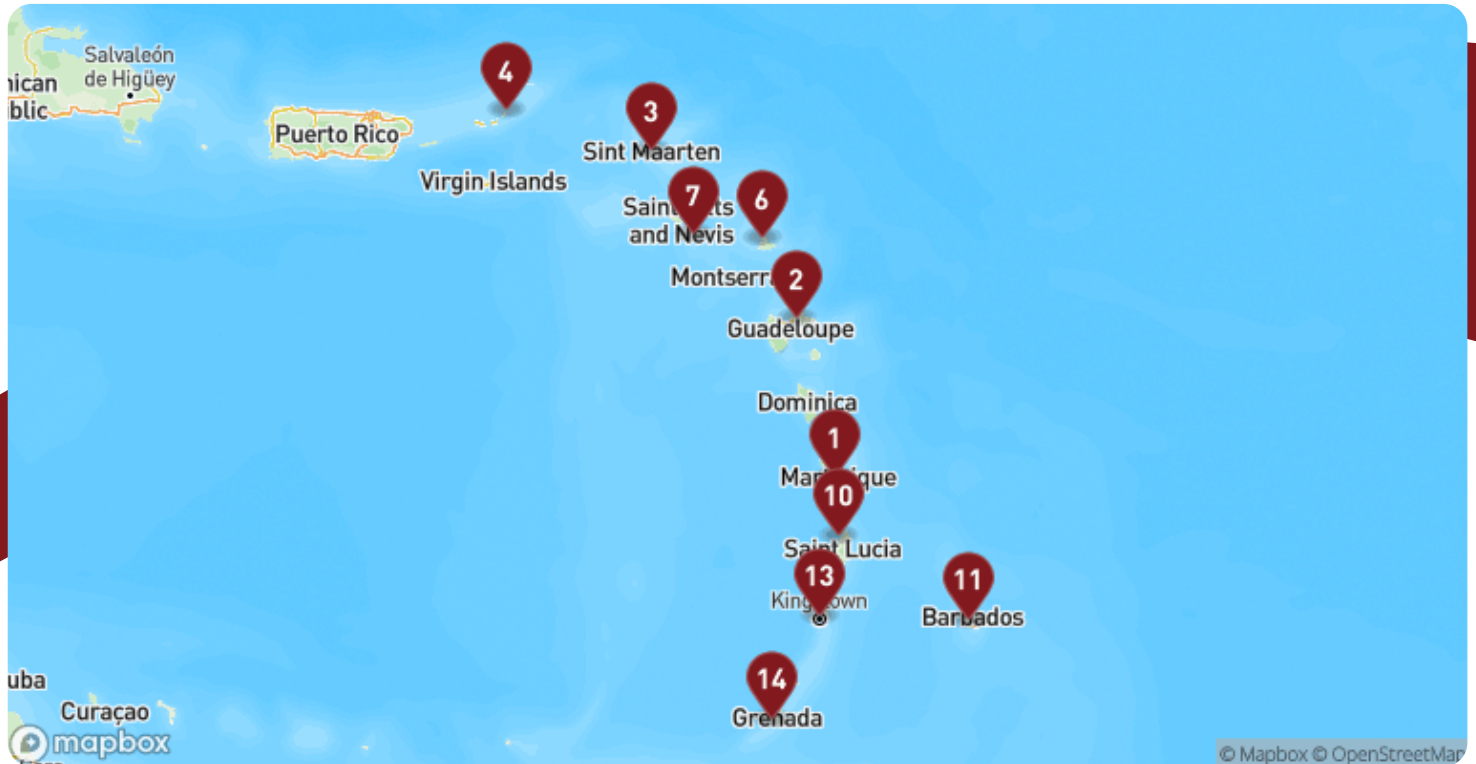 Salvaleón
de Higüey
nican
blic
4
3
Puerto Rico
Sint Maarten
Virgin Islands
7
6
and Nevis
2
Guadeloupe
Dominica
1
10
Saint Lucia
13
11
Barbados
14
Grenada
uba
Curaçao
mapbox
© Mapbox © OpenStreetMap